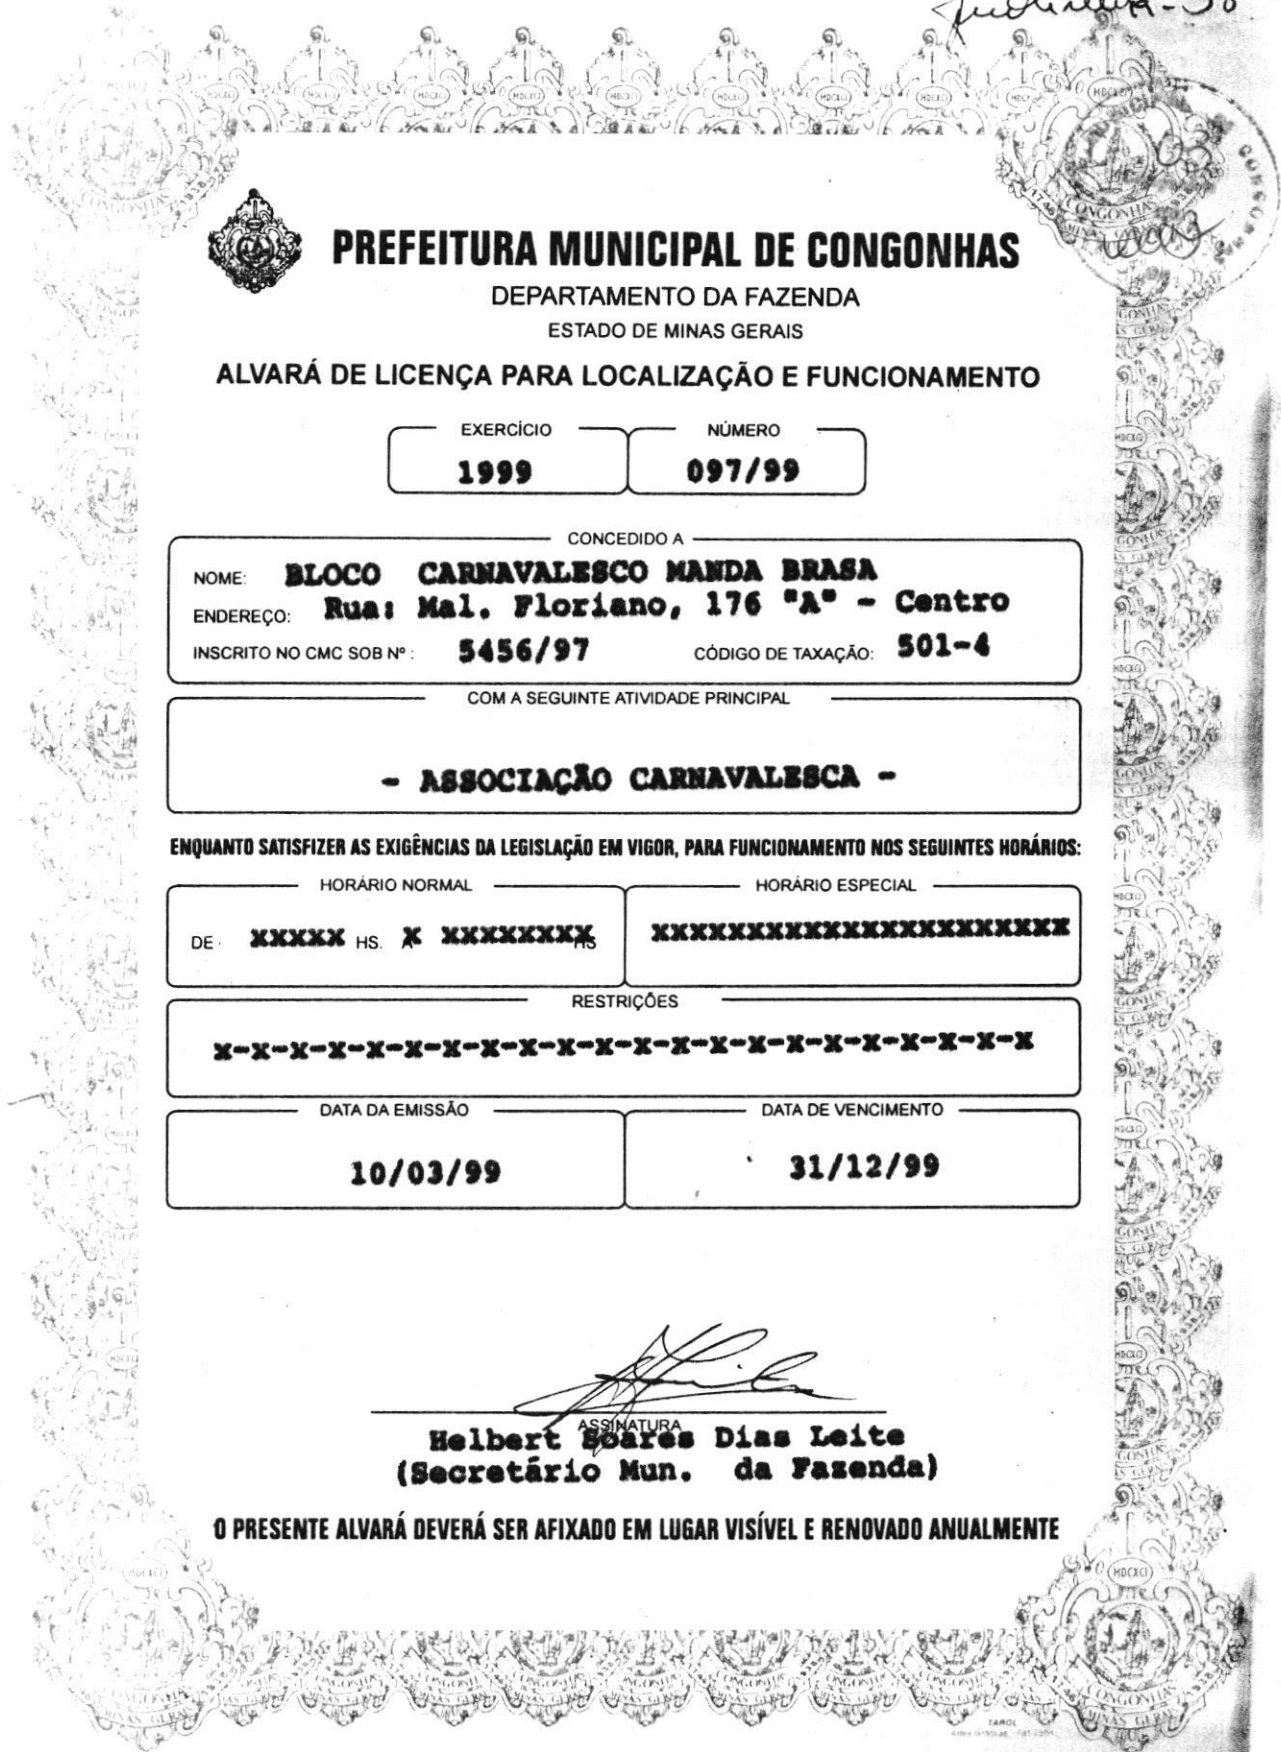 PREFEITURA MUNICIPAL DE CONGONHAS
DEPARTAMENTO DA FAZENDA
ESTADO DE MINAS GERAIS
ALVARÁ DE LICENÇA PARA LOCALIZAÇÃO E FUNCIONAMENTO
EXERCÍCIO NÚMERO
1999 097/99
CONCEDIDO A
NOME: BLOCO CARNAVALESCO MANDA BRASA
ENDEREÇO: Rua: Mal. Floriano, 176 "A" - Centro
INSCRITO NO CMC SOB Nº : 5456/97 CÓDIGO DE TAXAÇÃO: 501-4
COM A SEGUINTE ATIVIDADE PRINCIPAL
- ASSOCIAÇÃO CARNAVALESCA -
ENQUANTO SATISFIZER AS EXIGÊNCIAS DA LEGISLAÇÃO EM VIGOR, PARA FUNCIONAMENTO NOS SEGUINTES HORÁRIOS:
HORÁRIO NORMAL HORÁRIO ESPECIAL
DE XXXXX HS. A X XXXXXXXX HS XXXXXXXXXXXXXXXXXXXXXX
RESTRIÇÕES
X-X-X-X-X-X-X-X-X-X-X-X-X-X-X-X-X-X-X-X-X-X
DATA DA EMISSÃO DATA DE VENCIMENTO
10/03/99 31/12/99
ASSINATURA
Helbert Soares Dias Leite
(Secretário Mun. da Fazenda)
O PRESENTE ALVARÁ DEVERÁ SER AFIXADO EM LUGAR VISÍVEL E RENOVADO ANUALMENTE